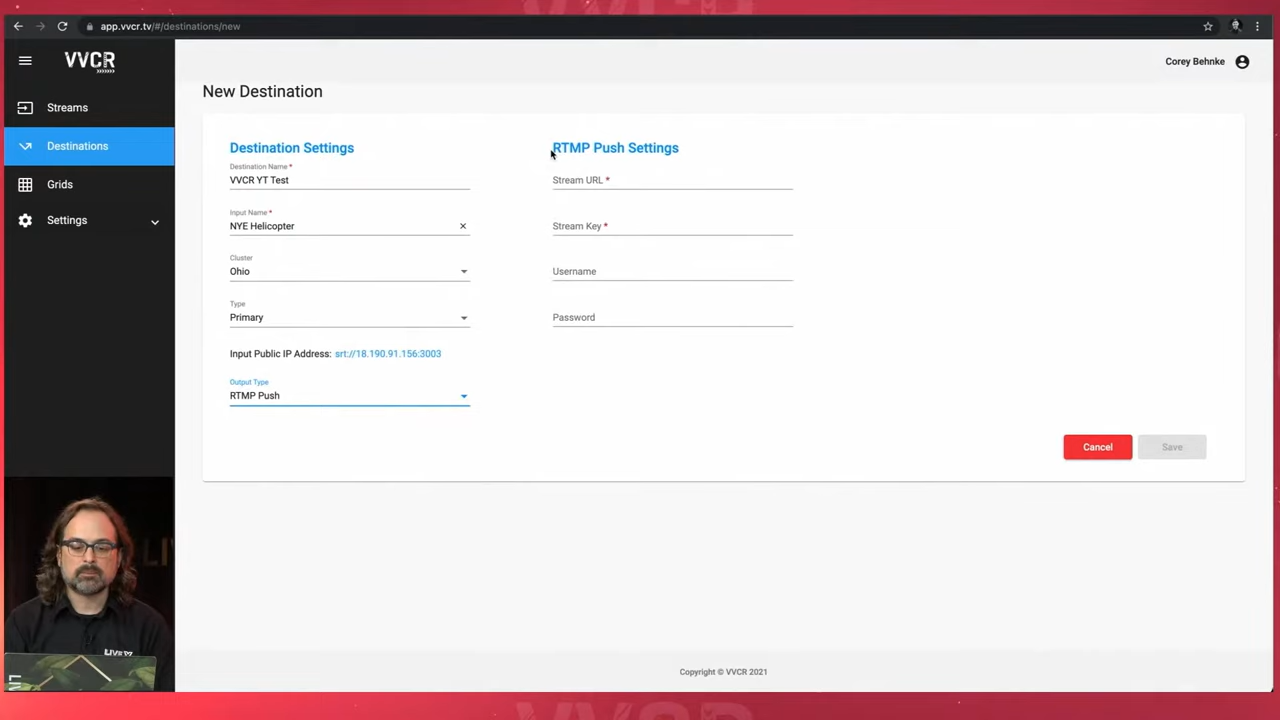 app.vvcr.tv/#/destinations/new
VVCR
Corey Behnke
Streams
Destinations
Grids
Settings
New Destination
Destination Settings
Destination Name *
VVCR YT Test
Input Name *
NYE Helicopter
Cluster
Ohio
Type
Primary
Input Public IP Address: srt://18.190.91.156:3003
Output Type
RTMP Push
RTMP Push Settings
Stream URL *
Stream Key *
Username
Password
Cancel
Save
Copyright © VVCR 2021